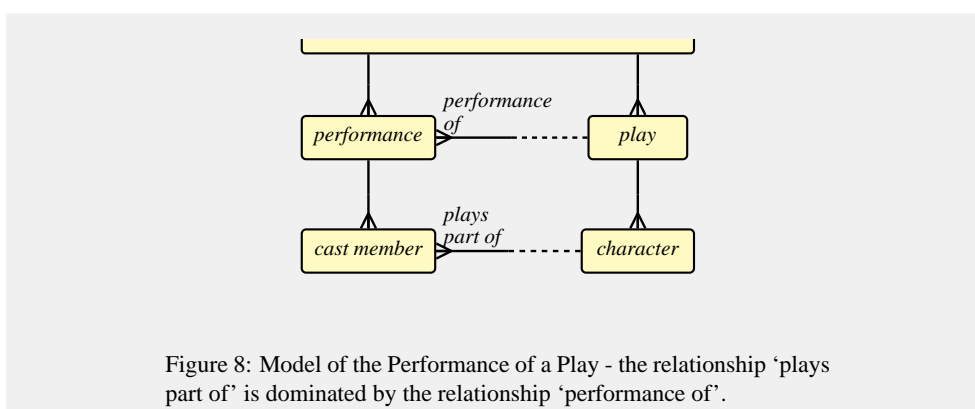 performance
of
performance
play
plays
part of
cast member
character
Figure 8: Model of the Performance of a Play - the relationship ‘plays
part of’ is dominated by the relationship ‘performance of’.